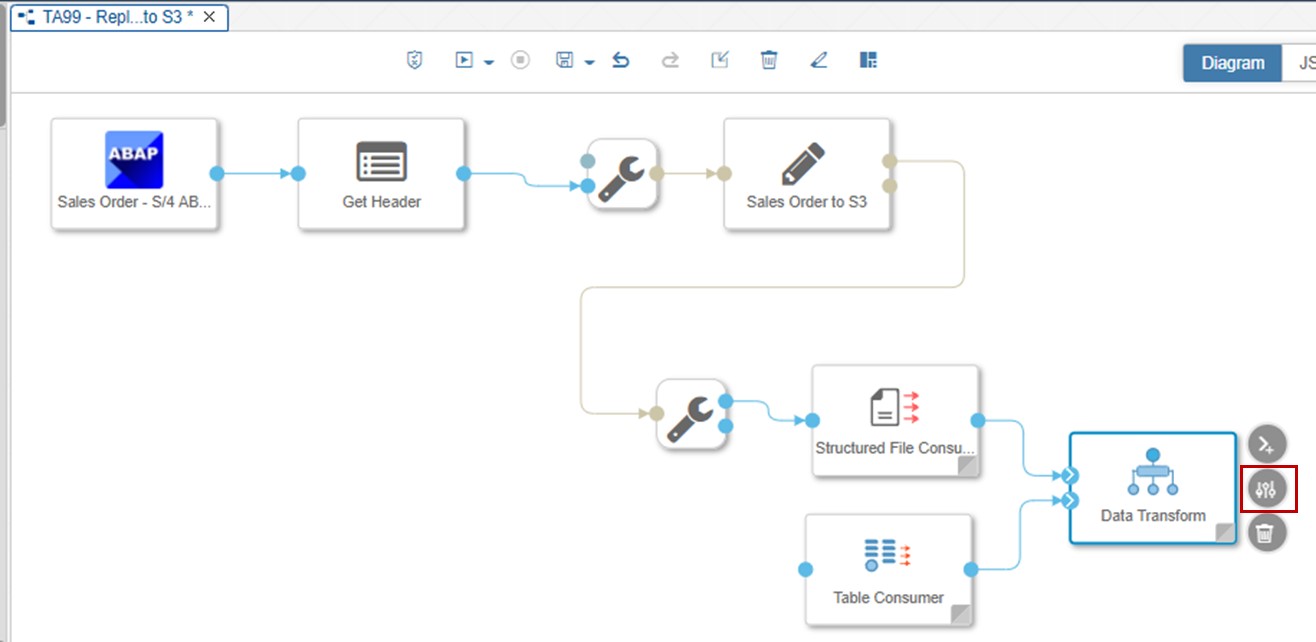 TA99 - Repl...to S3 *
Diagram
JS
ABAP
Sales Order - S/4 AB...
Get Header
Sales Order to S3
Structured File Consu...
Data Transform
Table Consumer